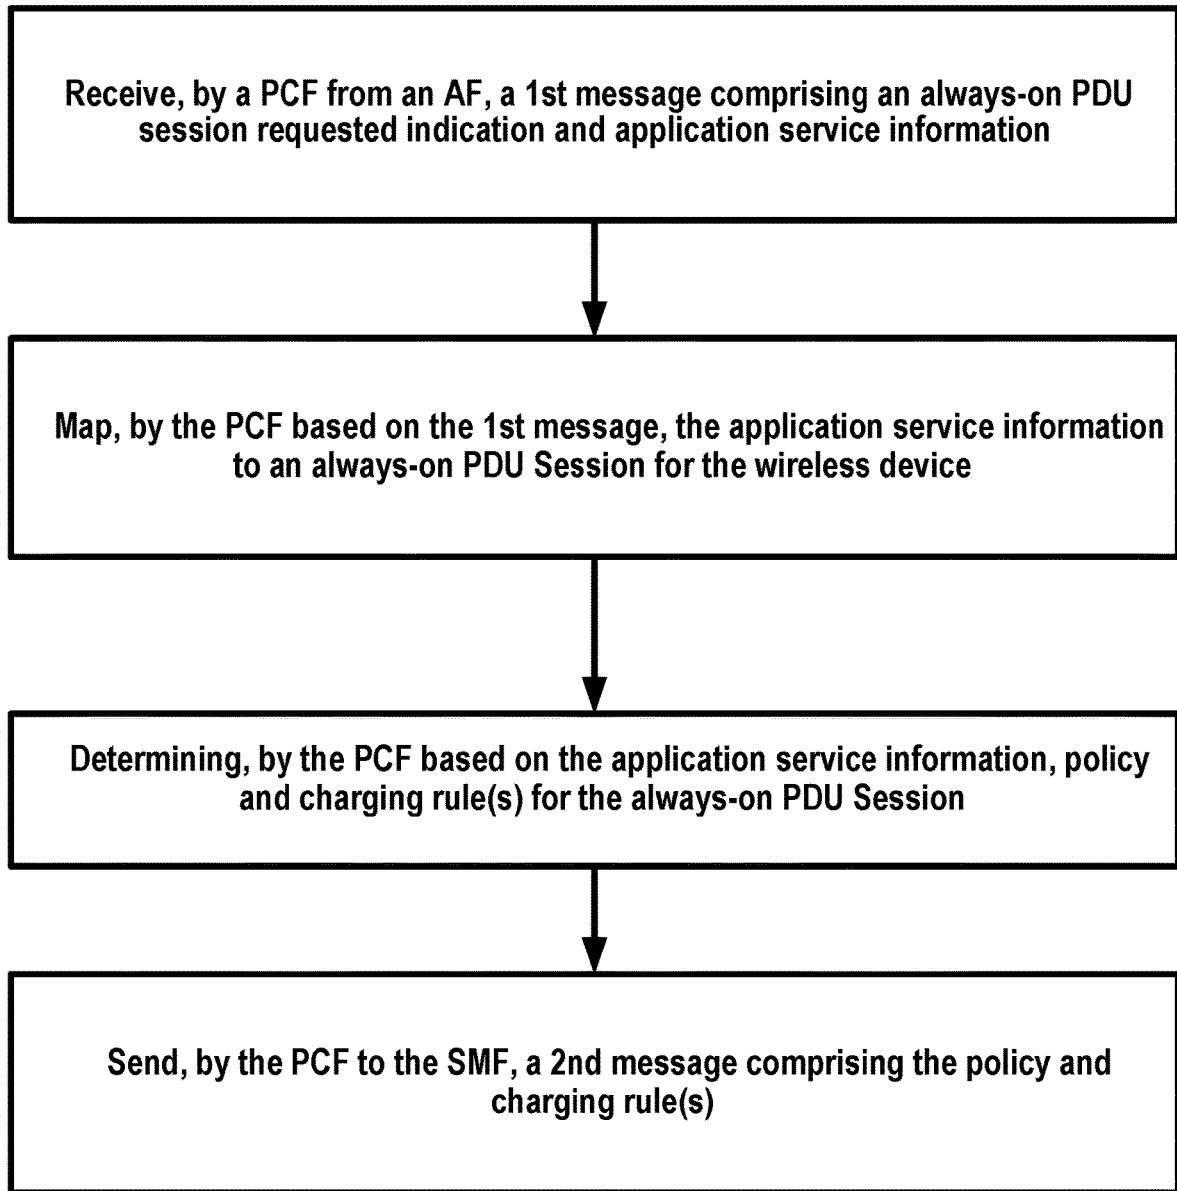 Receive, by a PCF from an AF, a 1st message comprising an always-on PDU
session requested indication and application service information
Map, by the PCF based on the 1st message, the application service information
to an always-on PDU Session for the wireless device
Determining, by the PCF based on the application service information, policy
and charging rule(s) for the always-on PDU Session
Send, by the PCF to the SMF, a 2nd message comprising the policy and
charging rule(s)